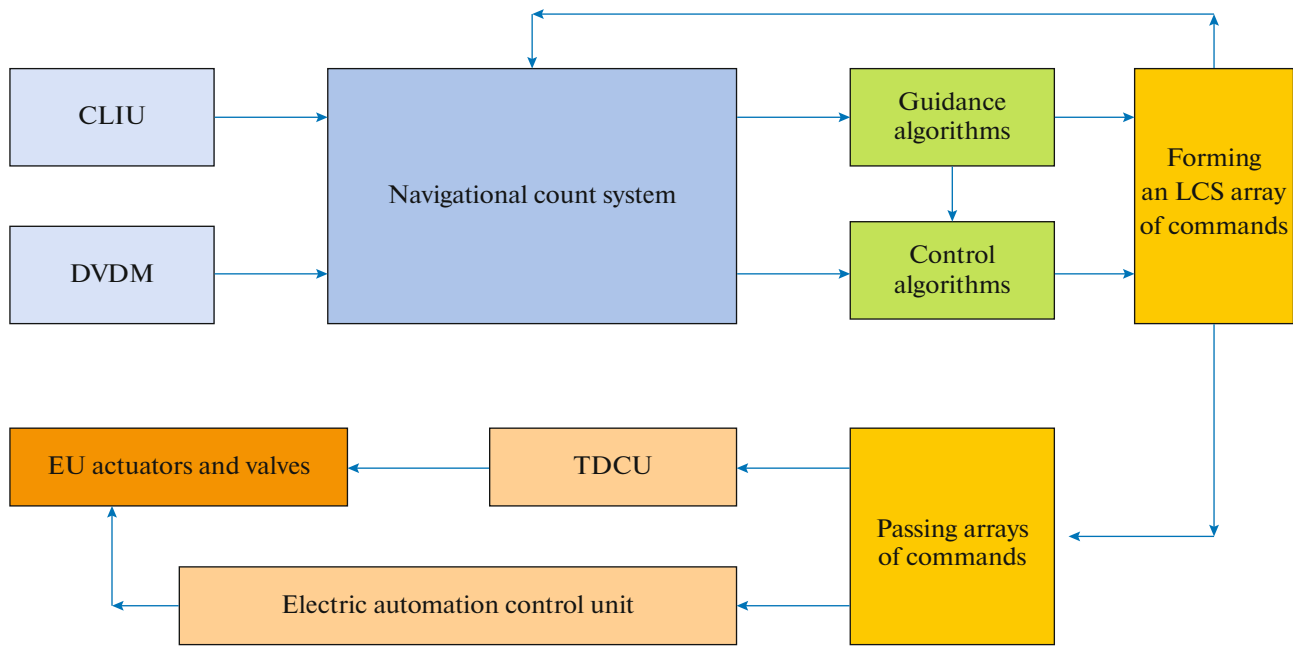 CLIU
DVDM
Navigational count system
Guidance
algorithms
Control
algorithms
Forming
an LCS array
of commands
EU actuators and valves
TDCU
Electric automation control unit
Passing arrays
of commands